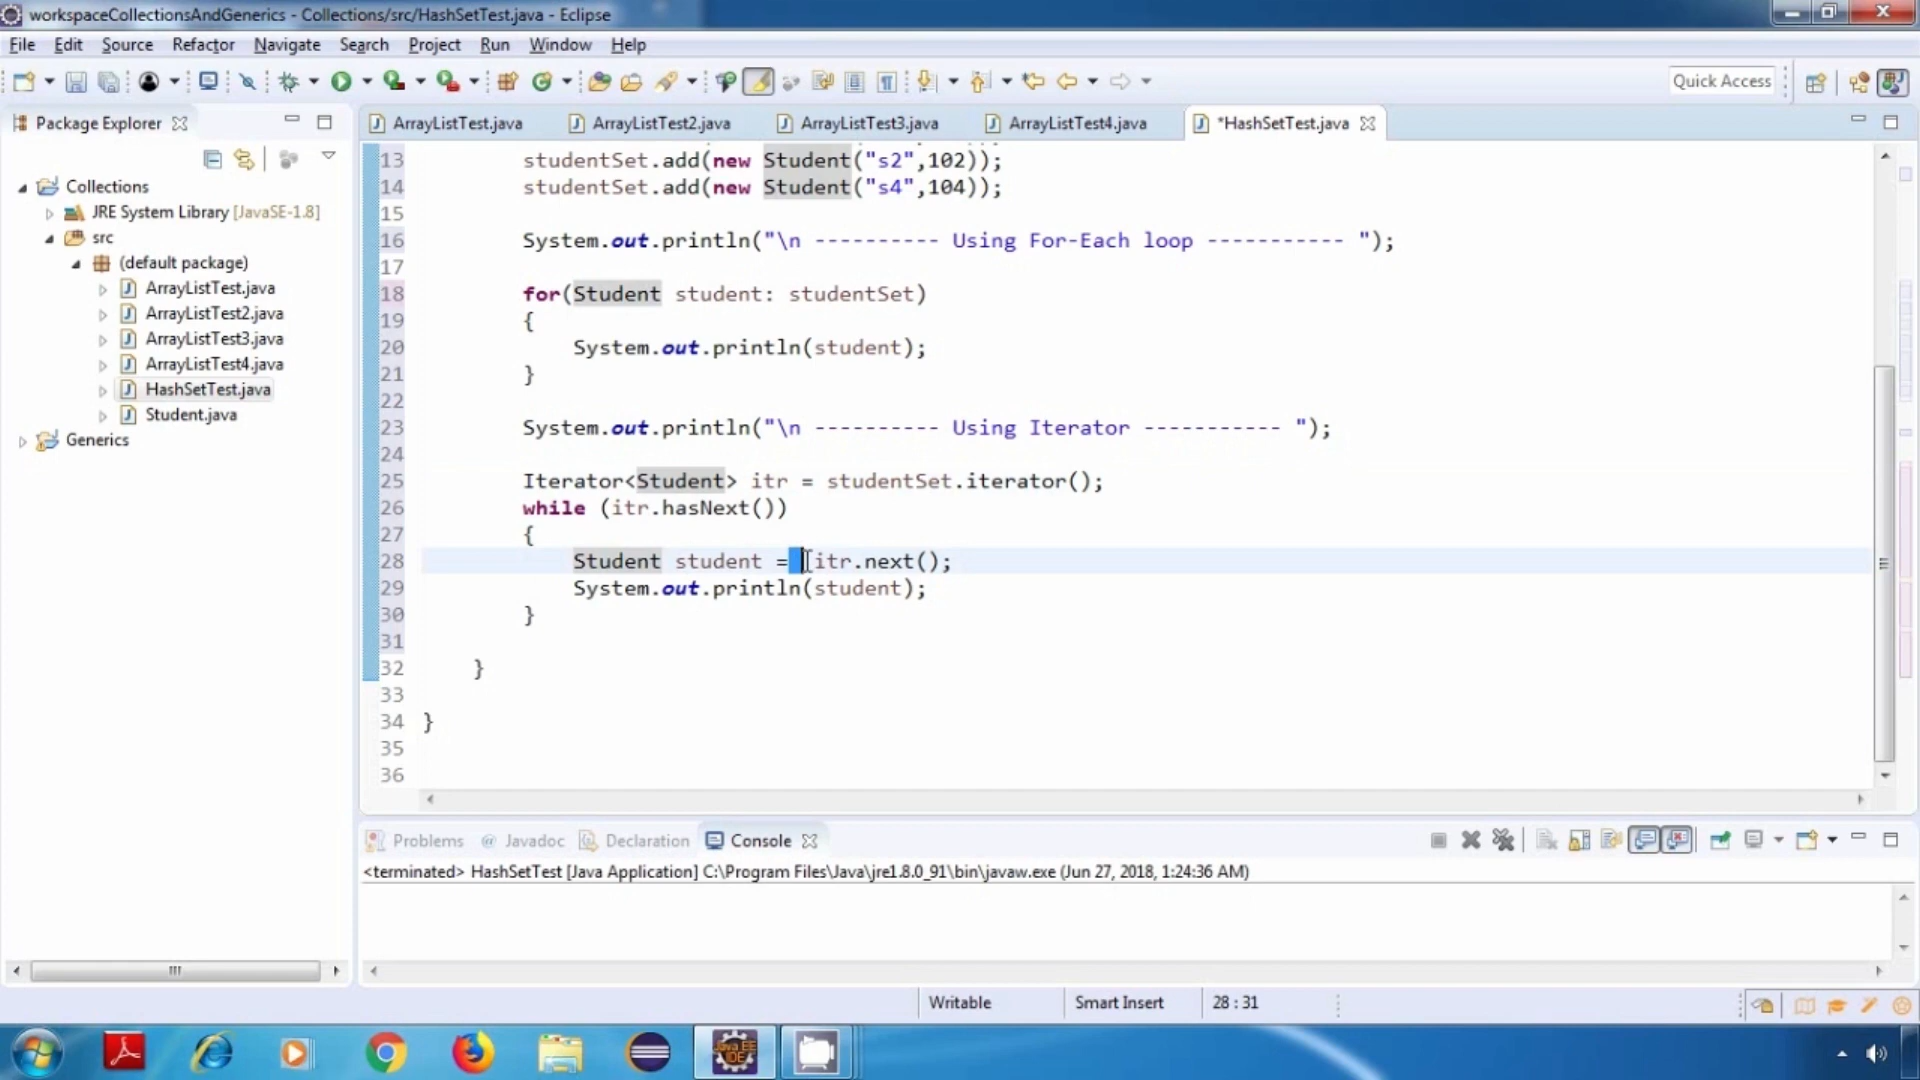 workspaceCollectionsAndGenerics - Collections/src/HashSetTest.java - Eclipse
File Edit Source Refactor Navigate Search Project Run Window Help
Quick Access
Package Explorer
Collections
JRE System Library [JavaSE-1.8]
src
(default package)
ArrayListTest.java
ArrayListTest2.java
ArrayListTest3.java
ArrayListTest4.java
HashSetTest.java
Student.java
Generics
ArrayListTest.java ArrayListTest2.java ArrayListTest3.java ArrayListTest4.java *HashSetTest.java
13 studentSet.add(new Student("s2",102));
14 studentSet.add(new Student("s4",104));
15
16 System.out.println("\n ---------- Using For-Each loop ----------- ");
17
18 for(Student student: studentSet)
19 {
20 System.out.println(student);
21 }
22
23 System.out.println("\n ---------- Using Iterator ----------- ");
24
25 Iterator<Student> itr = studentSet.iterator();
26 while (itr.hasNext())
27 {
28 Student student = itr.next();
29 System.out.println(student);
30 }
31
32 }
33
34 }
35
36
Problems @ Javadoc Declaration Console
<terminated> HashSetTest [Java Application] C:\Program Files\Java\jre1.8.0_91\bin\javaw.exe (Jun 27, 2018, 1:24:36 AM)
Writable Smart Insert 28 : 31
Java EE
IDE